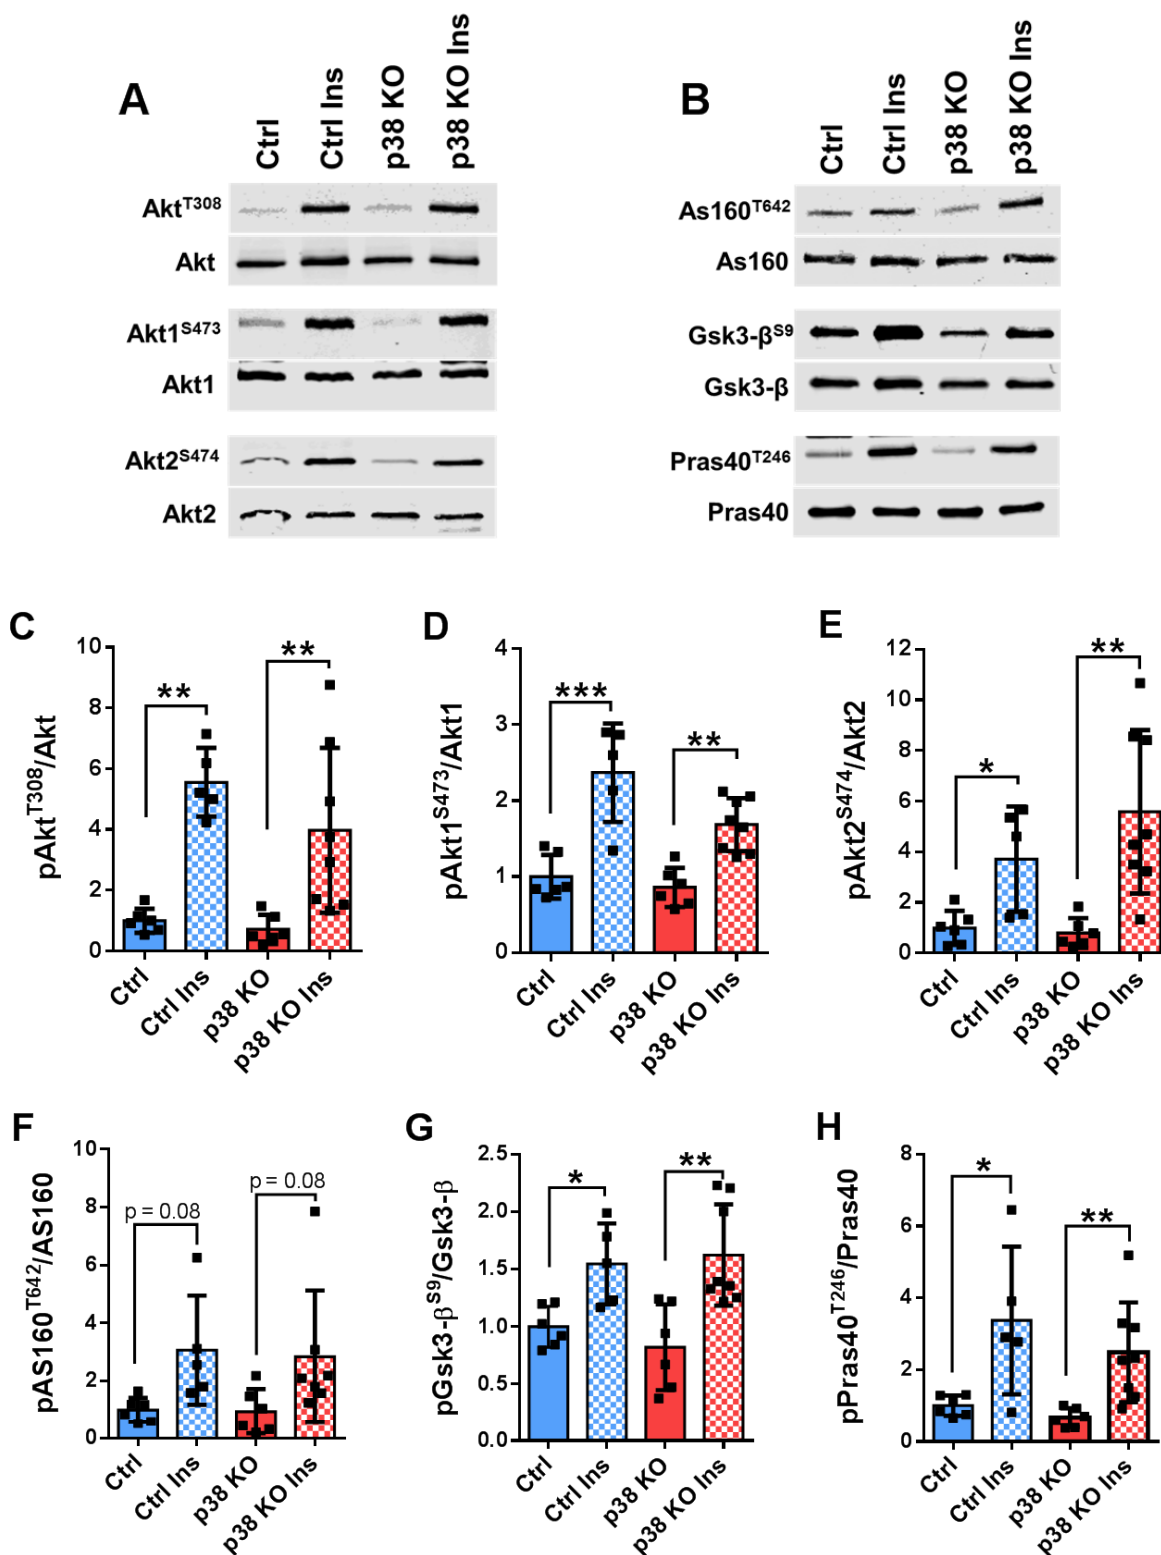 A
Ctrl
Ctrl Ins
p38 KO
p38 KO Ins
Akt^T308
Akt
Akt1^S473
Akt1
Akt2^S474
Akt2
B
Ctrl
Ctrl Ins
p38 KO
p38 KO Ins
As160^T642
As160
Gsk3-β^S9
Gsk3-β
Pras40^T246
Pras40
C
pAkt^T308/Akt
10
8
6
4
2
0
**
**
Ctrl
Ctrl Ins
p38 KO
p38 KO Ins
D
pAkt1^S473/Akt1
4
3
2
1
0
***
**
Ctrl
Ctrl Ins
p38 KO
p38 KO Ins
E
pAkt2^S474/Akt2
12
10
8
6
4
2
0
*
**
Ctrl
Ctrl Ins
p38 KO
p38 KO Ins
F
pAS160^T642/AS160
10
8
6
4
2
0
p = 0.08
p = 0.08
Ctrl
Ctrl Ins
p38 KO
p38 KO Ins
G
pGsk3-β^S9/Gsk3-β
2.5
2.0
1.5
1.0
0.5
0.0
*
**
Ctrl
Ctrl Ins
p38 KO
p38 KO Ins
H
pPras40^T246/Pras40
8
6
4
2
0
*
**
Ctrl
Ctrl Ins
p38 KO
p38 KO Ins